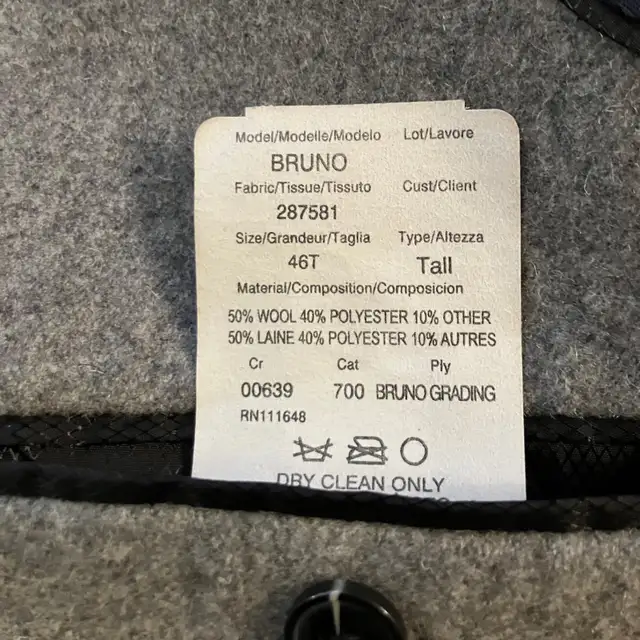 Model/Modelle/Modelo Lot/Lavore
BRUNO
Fabric/Tissue/Tissuto Cust/Client
287581
Size/Grandeur/Taglia Type/Altezza
46T Tall
Material/Composition/Composicion
50% WOOL 40% POLYESTER 10% OTHER
50% LAINE 40% POLYESTER 10% AUTRES
Cr Cat Ply
00639 700 BRUNO GRADING
RN111648
DRY CLEAN ONLY